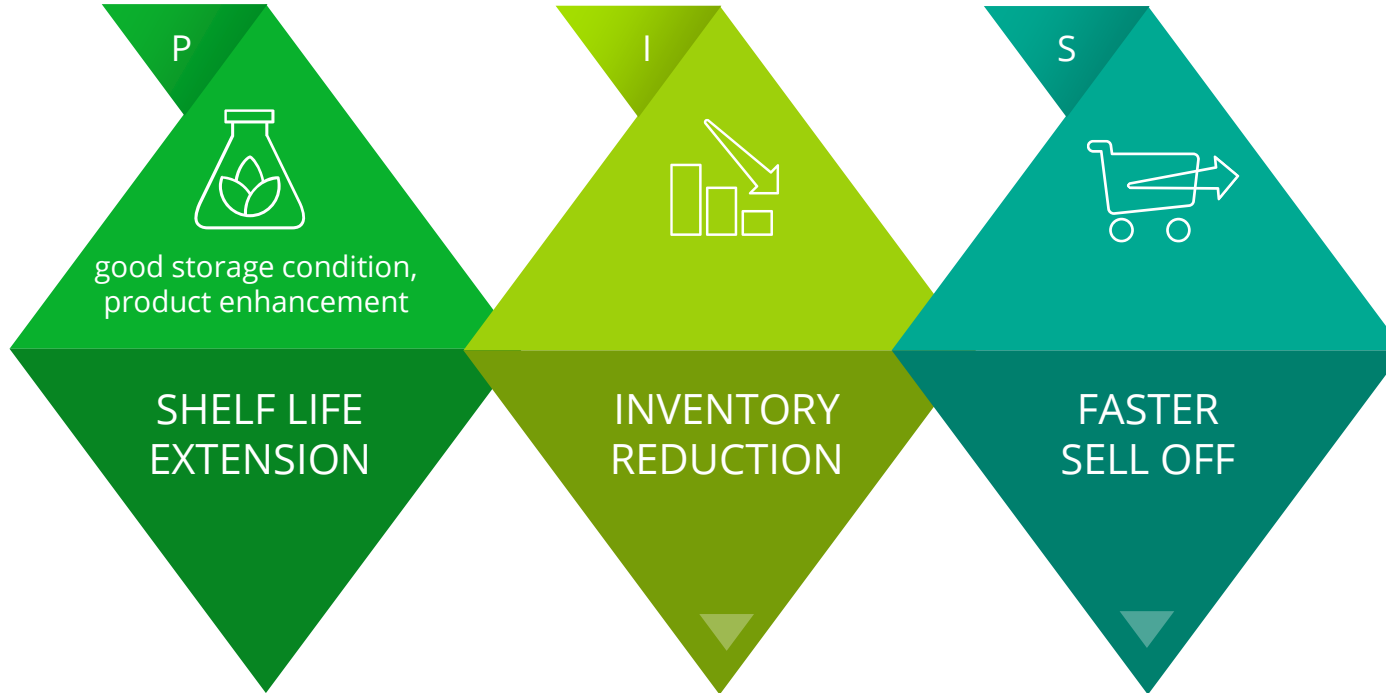 P
good storage condition,
product enhancement
SHELF LIFE
EXTENSION
I
INVENTORY
REDUCTION
S
FASTER
SELL OFF